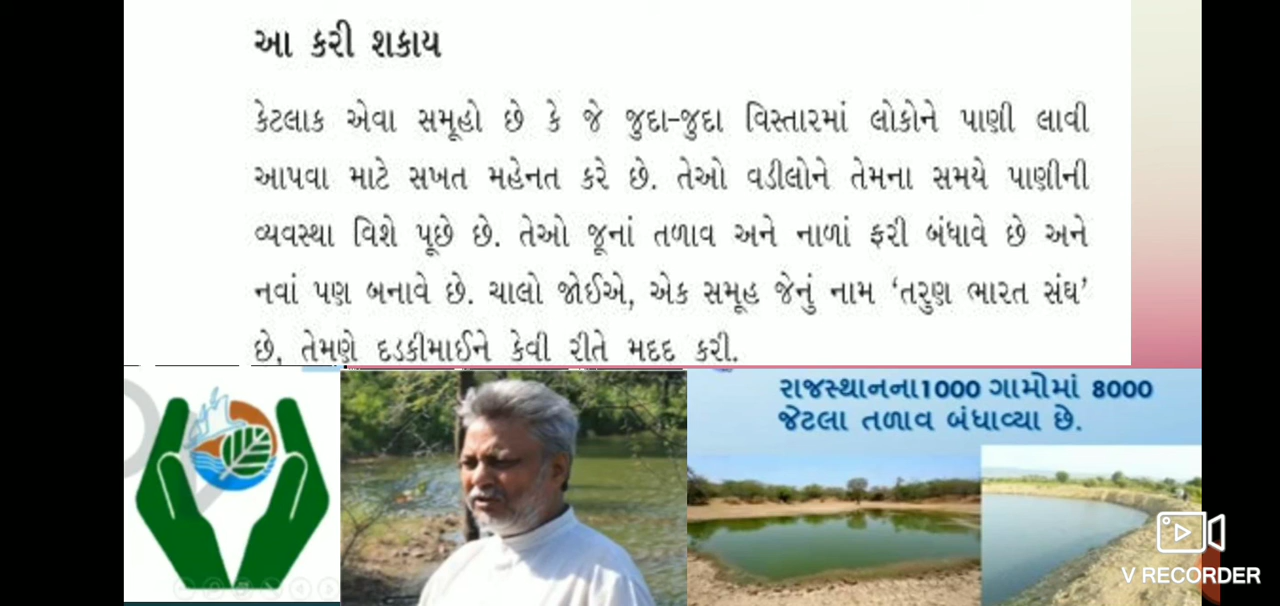 આ કરી શકાય
કેટલાક એવા સમૂહો છે કે જે જુદા-જુદા વિસ્તારમાં લોકોને પાણી લાવી
આપવા માટે સખત મહેનત કરે છે. તેઓ વડીલોને તેમના સમયે પાણીની
વ્યવસ્થા વિશે પૂછે છે. તેઓ જૂનાં તળાવ અને નાળાં ફરી બંધાવે છે અને
નવાં પણ બનાવે છે. ચાલો જોઈએ, એક સમૂહ જેનું નામ ‘તરુણ ભારત સંઘ’
છે, તેમણે દડકીમાઈને કેવી રીતે મદદ કરી.
રાજસ્થાનના1000 ગામોમાં 8000
જેટલા તળાવ બંધાવ્યા છે.
V RECORDER